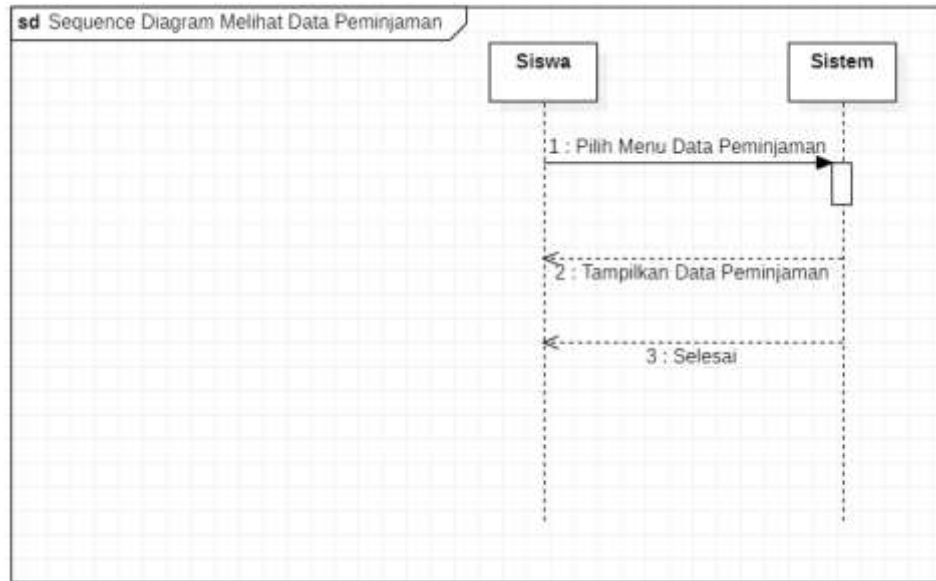 sd Sequence Diagram Melihat Data Peminjaman
Siswa
Sistem
1 : Pilih Menu Data Peminjaman
2 : Tampilkan Data Peminjaman
3 : Selesai